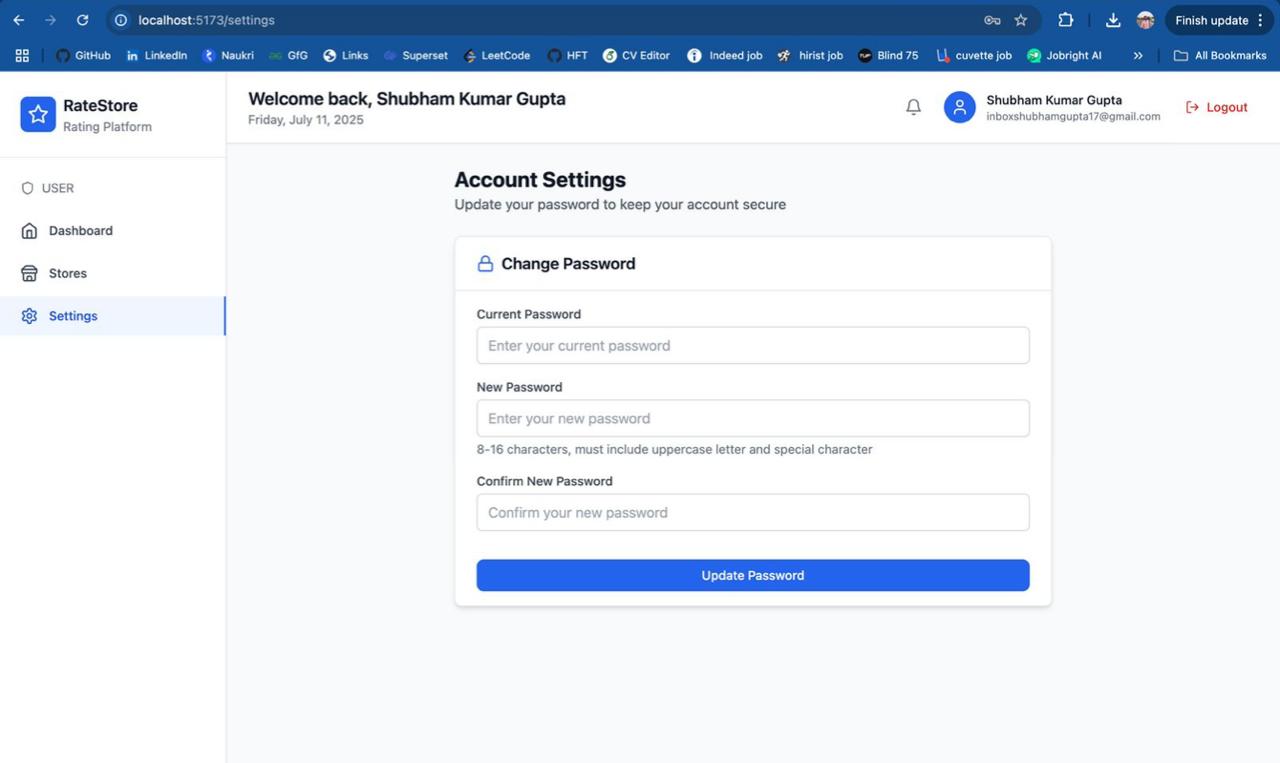 localhost:5173/settings
Finish update
GitHub LinkedIn Naukri GfG Links Superset LeetCode HFT CV Editor Indeed job hirist job Blind 75 cuvette job Jobright AI » All Bookmarks
RateStore
Rating Platform
Welcome back, Shubham Kumar Gupta
Friday, July 11, 2025
Shubham Kumar Gupta
inboxshubhamgupta17@gmail.com
Logout
USER
Dashboard
Stores
Settings
Account Settings
Update your password to keep your account secure
Change Password
Current Password
Enter your current password
New Password
Enter your new password
8-16 characters, must include uppercase letter and special character
Confirm New Password
Confirm your new password
Update Password